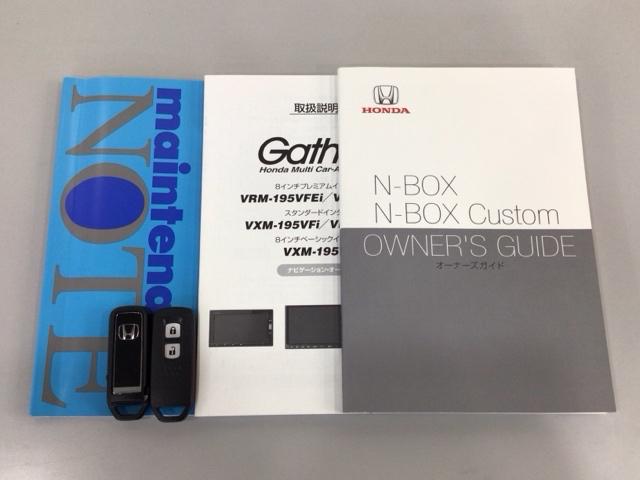 maintenance
NOTE
取扱説明
Gath
Honda Multi Car-A
8インチプレミアムイ
VRM-195VFEi/V
スタンダードインタ
VXM-195VFi/V
8インチベーシックイ
VXM-195
ナビゲーション・オー
HONDA
N-BOX
N-BOX Custom
OWNER'S GUIDE
オーナーズガイド